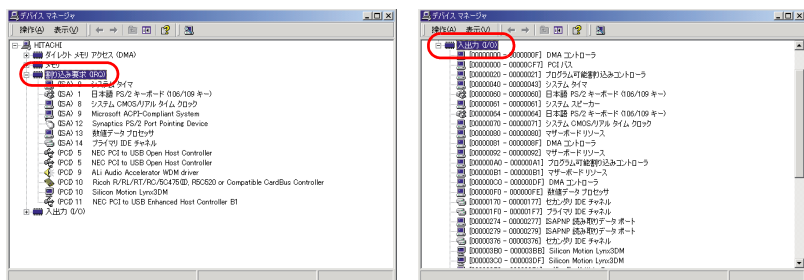 デバイス マネージャ
操作(A) 表示(V)
HITACHI
ダイレクト メモリ アクセス (DMA)
メモリ
割り込み要求 (IRQ)
(ISA) 0 システム タイマ
(ISA) 1 日本語 PS/2 キーボード (106/109 キー)
(ISA) 8 システム CMOS/リアル タイム クロック
(ISA) 9 Microsoft ACPI-Compliant System
(ISA) 12 Synaptics PS/2 Port Pointing Device
(ISA) 13 数値データ プロセッサ
(ISA) 14 プライマリ IDE チャネル
(PCI) 5 NEC PCI to USB Open Host Controller
(PCI) 5 NEC PCI to USB Open Host Controller
(PCI) 9 ALi Audio Accelerator WDM driver
(PCI) 10 Ricoh R/RL/RT/RC/5C475(II), R5C520 or Compatible CardBus Controller
(PCI) 10 Silicon Motion Lynx3DM
(PCI) 11 NEC PCI to USB Enhanced Host Controller B1
入出力 (I/O)
デバイス マネージャ
操作(A) 表示(V)
入出力 (I/O)
[00000000 - 0000000F] DMA コントローラ
[00000000 - 00000CF7] PCI バス
[00000020 - 00000021] プログラム可能割り込みコントローラ
[00000040 - 00000043] システム タイマ
[00000060 - 00000060] 日本語 PS/2 キーボード (106/109 キー)
[00000061 - 00000061] システム スピーカー
[00000064 - 00000064] 日本語 PS/2 キーボード (106/109 キー)
[00000070 - 00000071] システム CMOS/リアル タイム クロック
[00000080 - 00000080] マザーボード リソース
[00000081 - 0000008F] DMA コントローラ
[00000092 - 00000092] マザーボード リソース
[000000A0 - 000000A1] プログラム可能割り込みコントローラ
[000000B1 - 000000B1] マザーボード リソース
[000000C0 - 000000DF] DMA コントローラ
[000000F0 - 000000FE] 数値データ プロセッサ
[00000170 - 00000177] セカンダリ IDE チャネル
[000001F0 - 000001F7] プライマリ IDE チャネル
[00000274 - 00000277] ISAPNP 読み取りデータ ポート
[00000279 - 00000279] ISAPNP 読み取りデータ ポート
[00000376 - 00000376] セカンダリ IDE チャネル
[000003B0 - 000003BB] Silicon Motion Lynx3DM
[000003C0 - 000003DF] Silicon Motion Lynx3DM